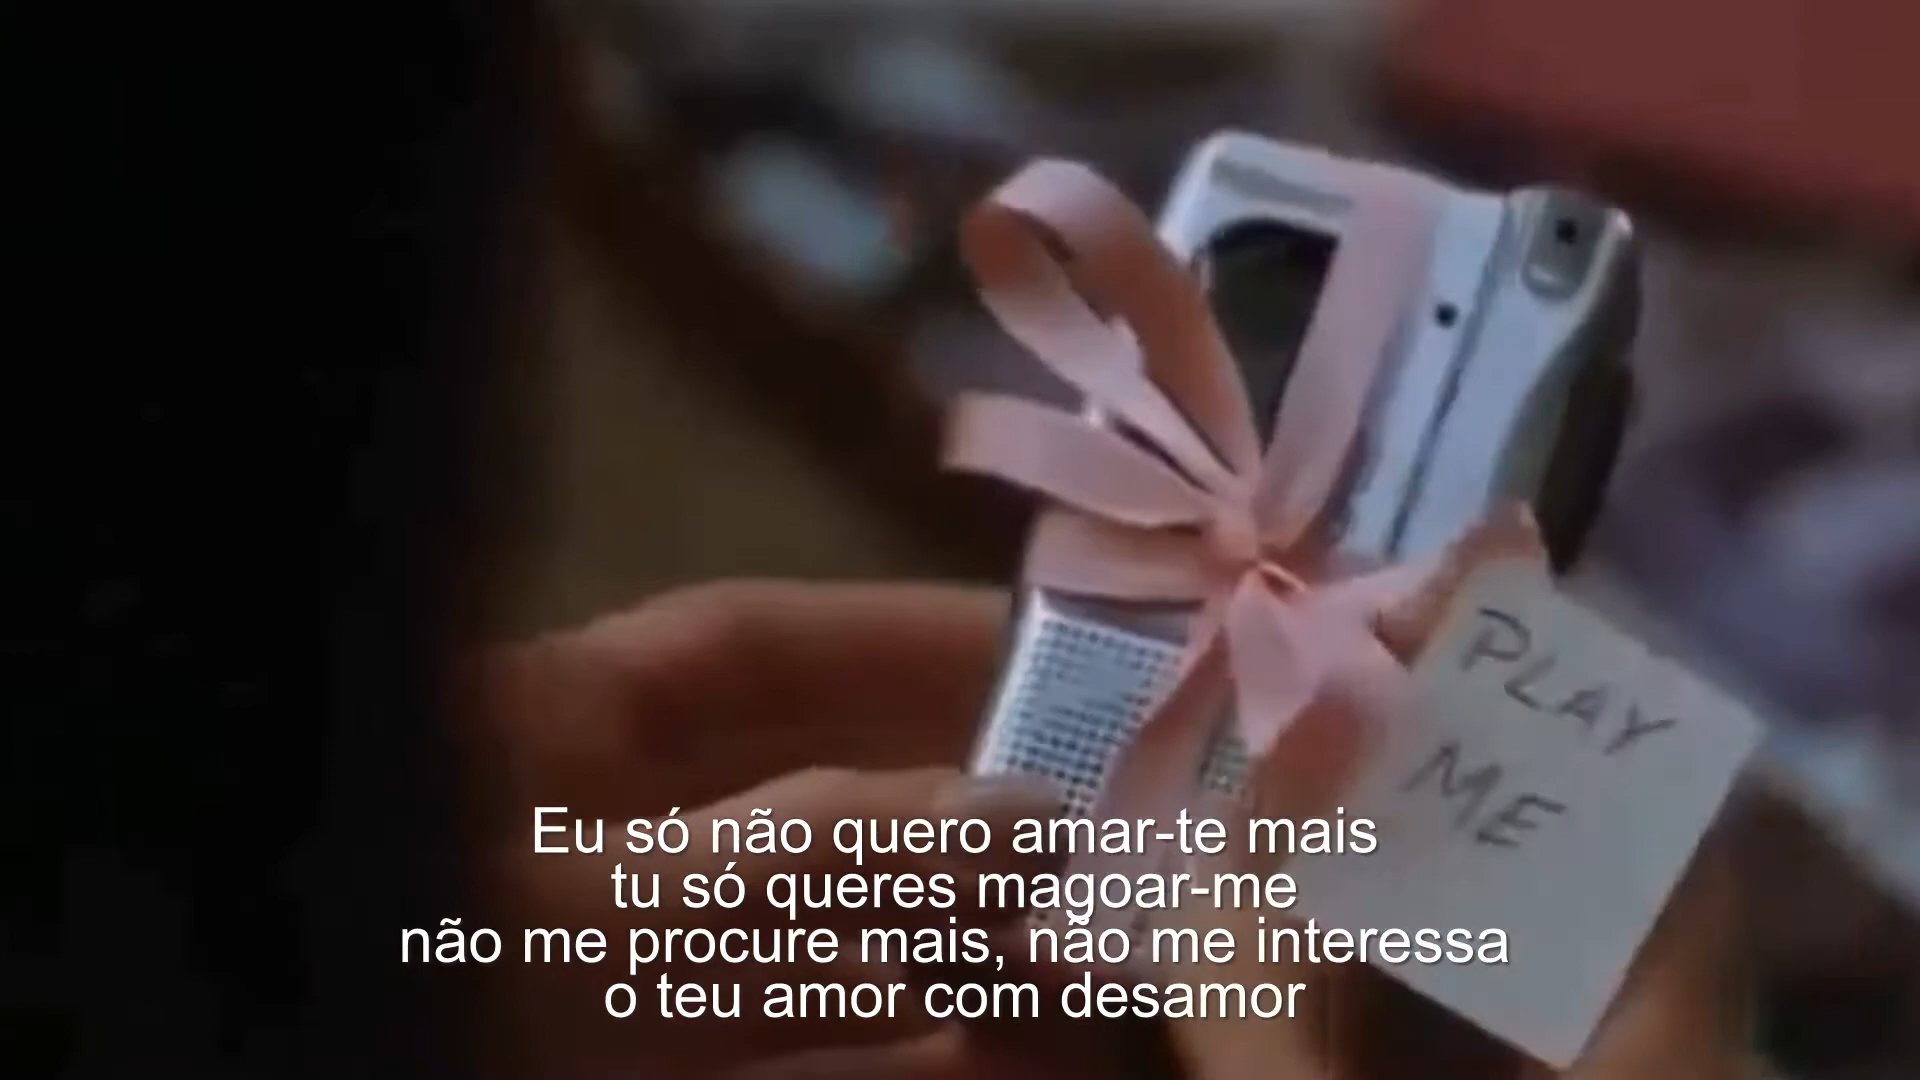 PLAY
ME
Eu só não quero amar-te mais
tu só queres magoar-me
não me procure mais, não me interessa
o teu amor com desamor